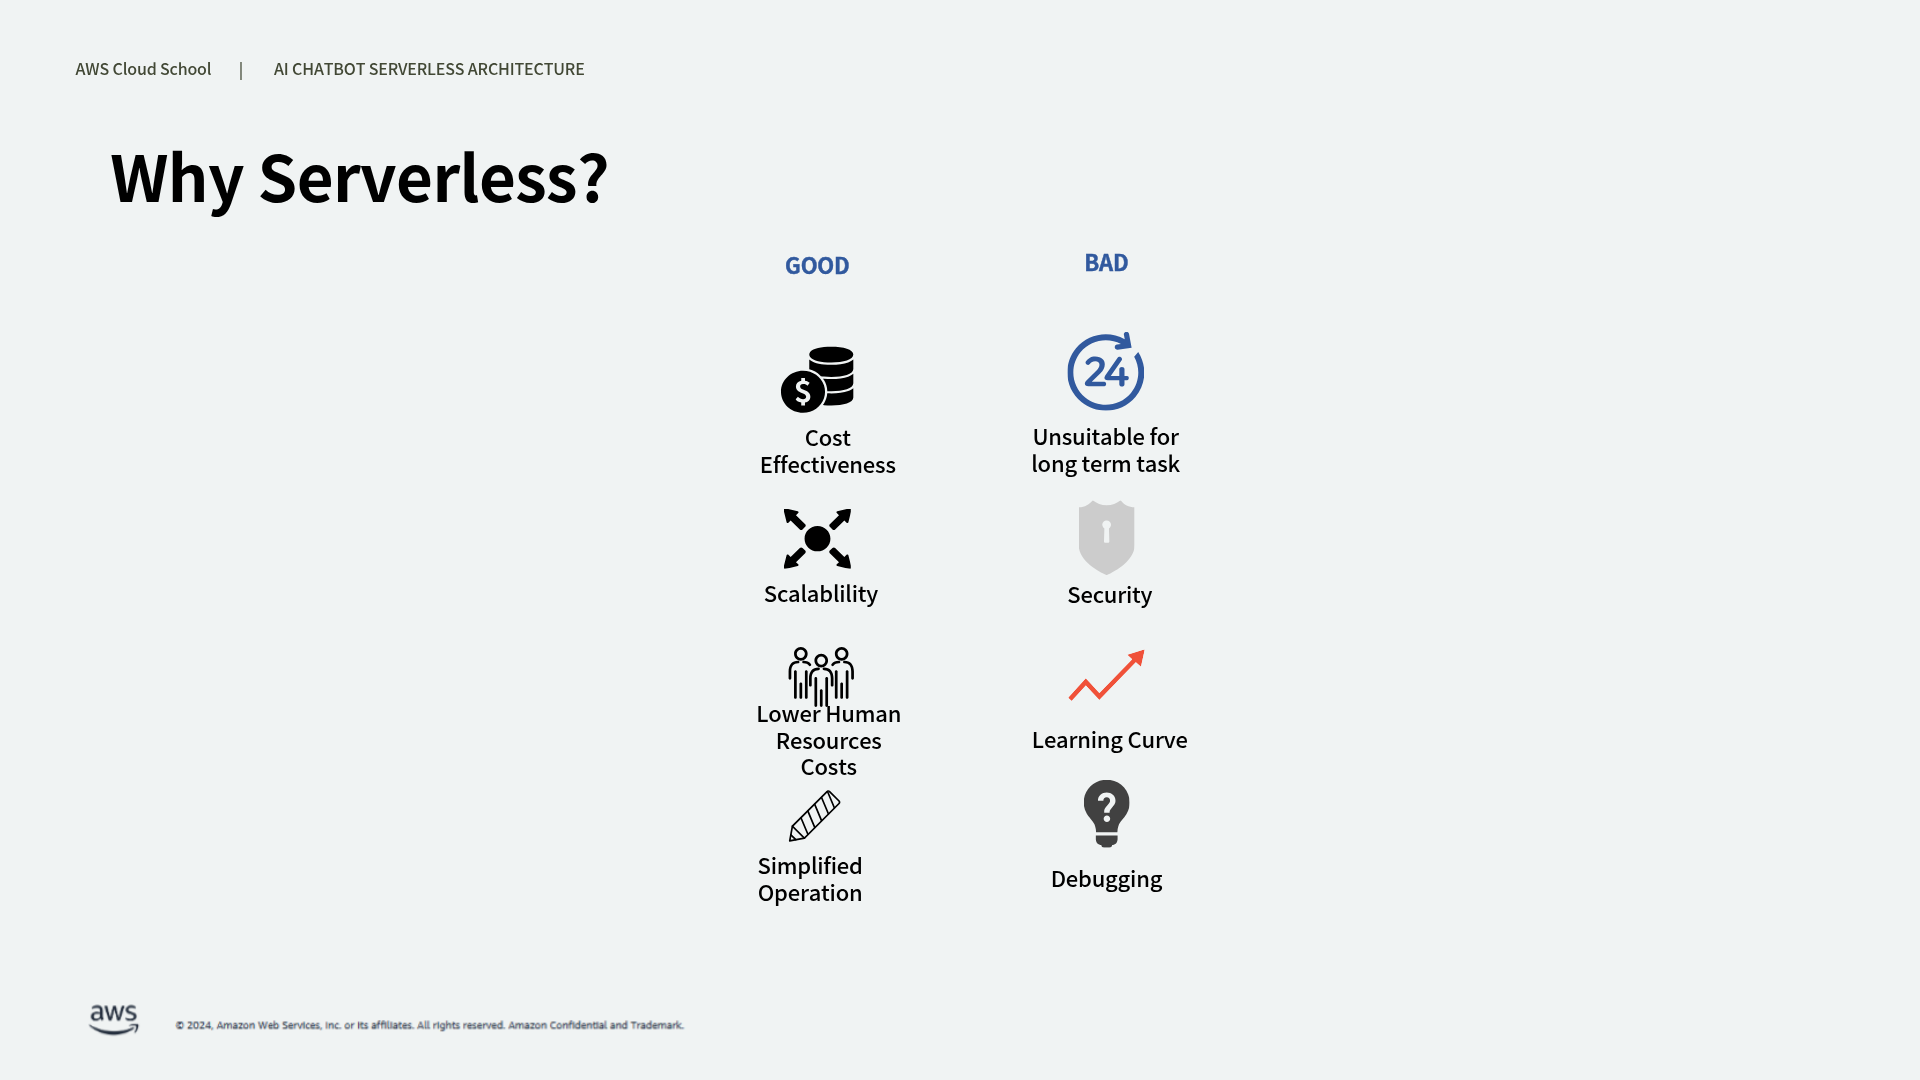 AWS Cloud School | AI CHATBOT SERVERLESS ARCHITECTURE
Why Serverless?
GOOD
$
Cost
Effectiveness
Scalablility
Lower Human
Resources
Costs
Simplified
Operation
BAD
24
Unsuitable for
long term task
Security
Learning Curve
?
Debugging
aws
© 2024, Amazon Web Services, Inc. or its affiliates. All rights reserved. Amazon Confidential and Trademark.